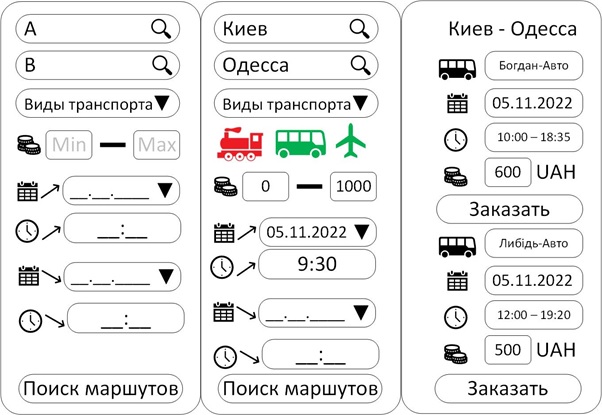 A
B
Виды транспорта
Min Max
__.__.____
__:__
__.__.____
__:__
Поиск маршутов
Киев
Одесса
Виды транспорта
0 1000
05.11.2022
9:30
__.__.____
__:__
Поиск маршутов
Киев - Одесса
Богдан-Авто
05.11.2022
10:00 – 18:35
600 UAH
Заказать
Либідь-Авто
05.11.2022
12:00 – 19:20
500 UAH
Заказать